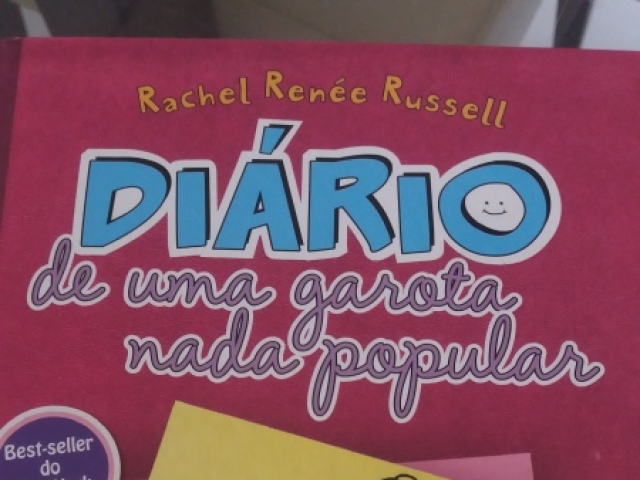 Rachel Renée Russell
DIÁRIO
de uma garota
nada popular
Best-seller
do